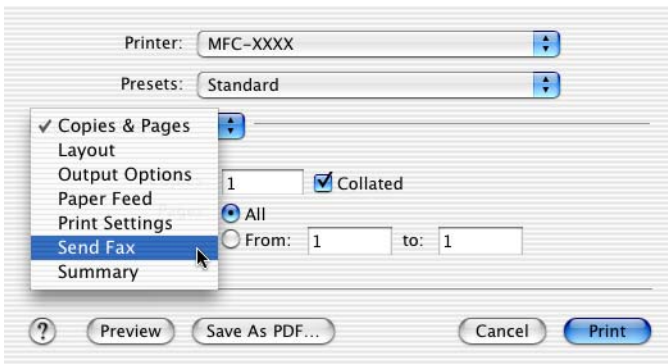 Printer: MFC-XXXX
Presets: Standard
✓ Copies & Pages
Layout
Output Options
Paper Feed
Print Settings
Send Fax
Summary
1 Collated
All
From: 1 to: 1
? Preview Save As PDF... Cancel Print